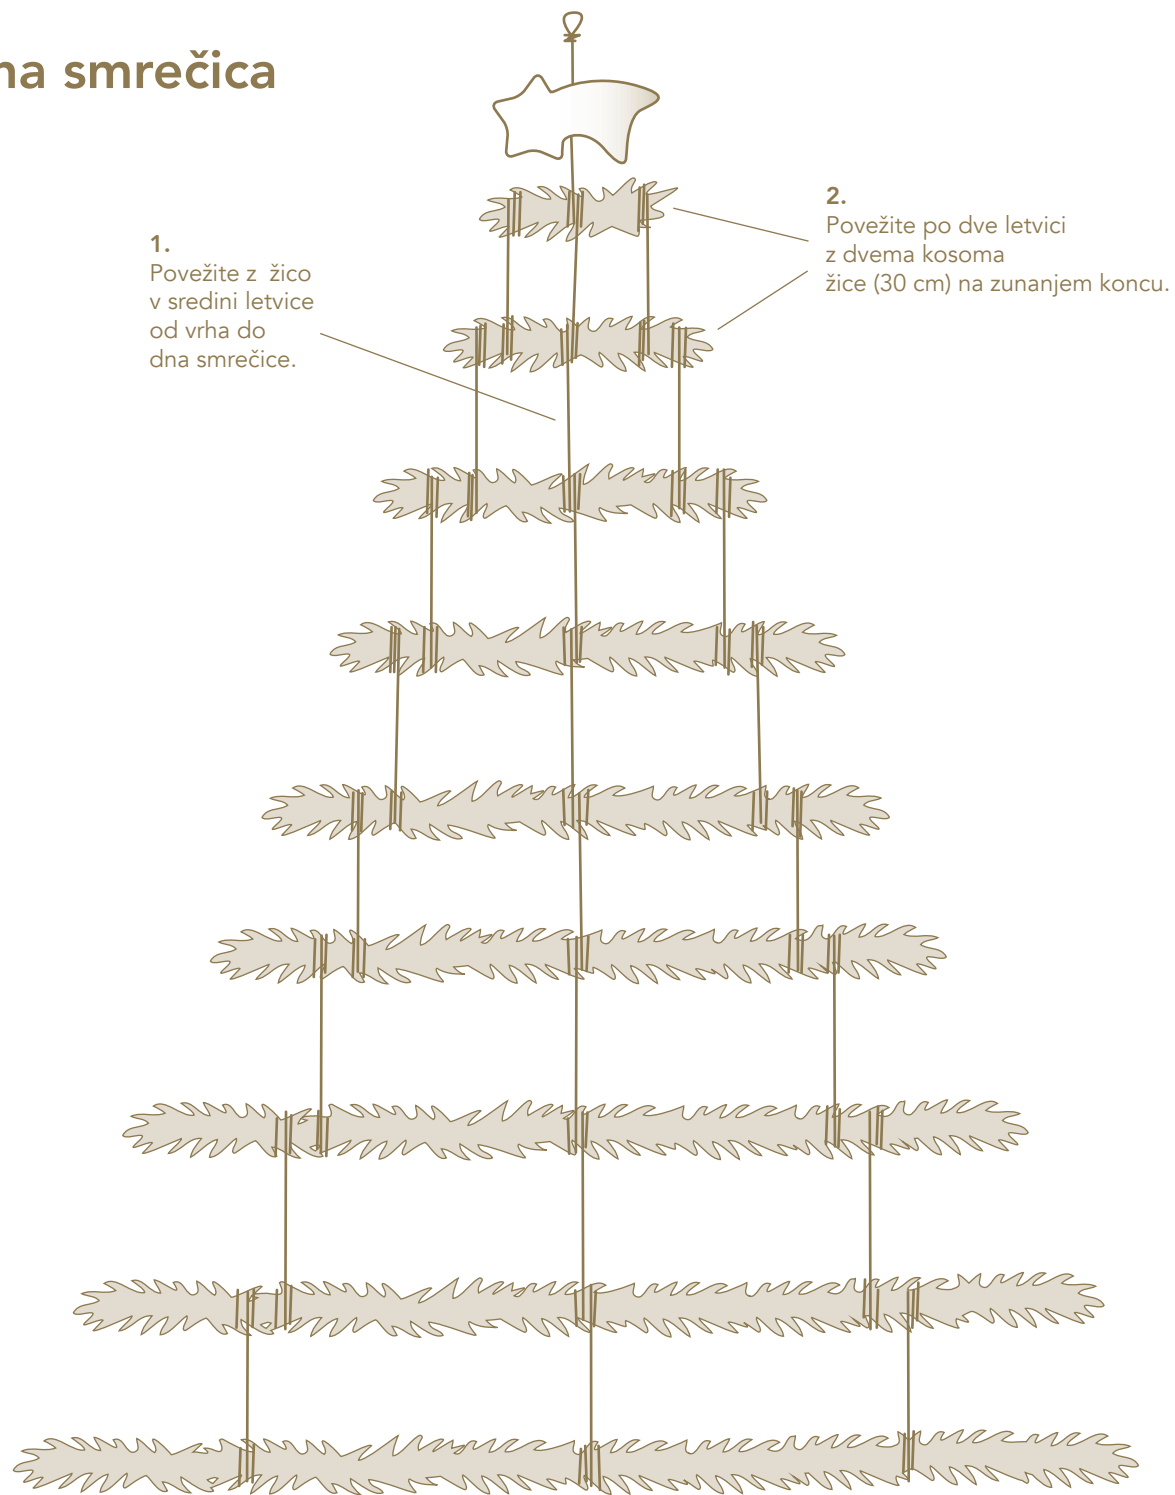 na smrečica
1.
Povežite z žico
v sredini letvice
od vrha do
dna smrečice.
2.
Povežite po dve letvici
z dvema kosoma
žice (30 cm) na zunanjem koncu.